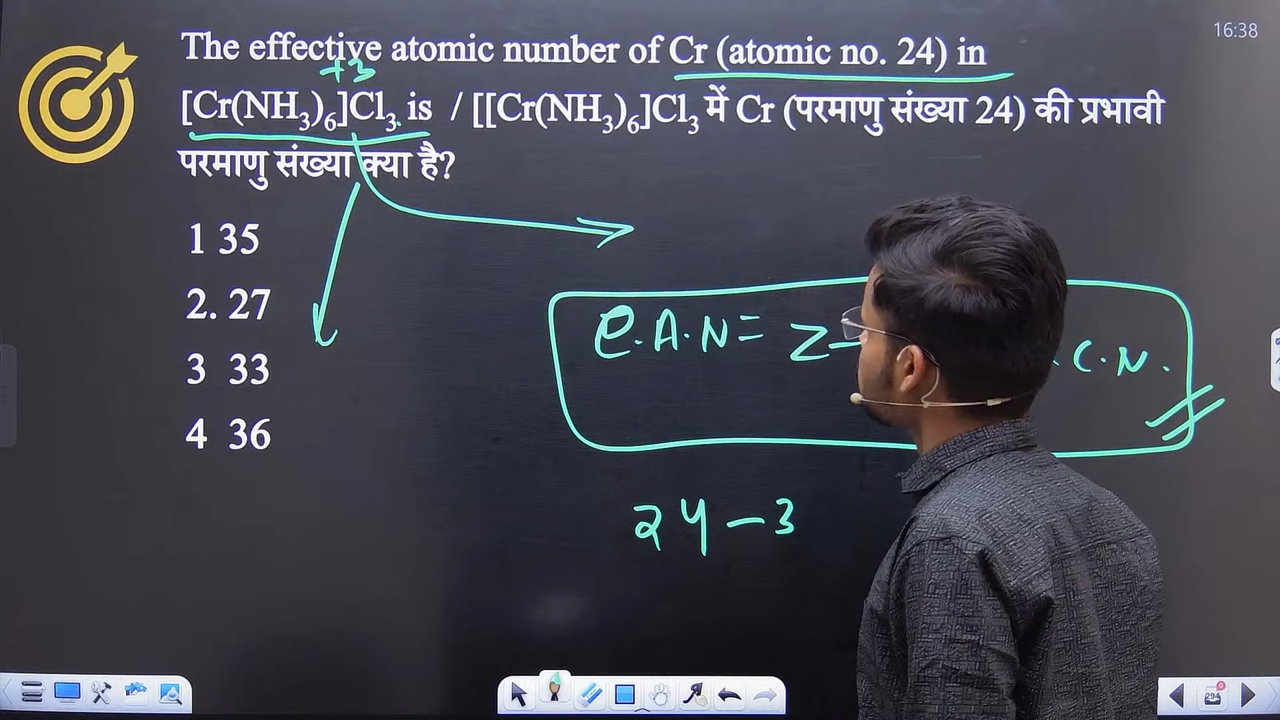 16:38
The effective atomic number of Cr (atomic no. 24) in
+3
[Cr(NH3)6]Cl3 is / [[Cr(NH3)6]Cl3 में Cr (परमाणु संख्या 24) की प्रभावी
परमाणु संख्या क्या है?
1 35
2. 27
3 33
4 36
e.A.N = Z- . C.N.
24-3
294